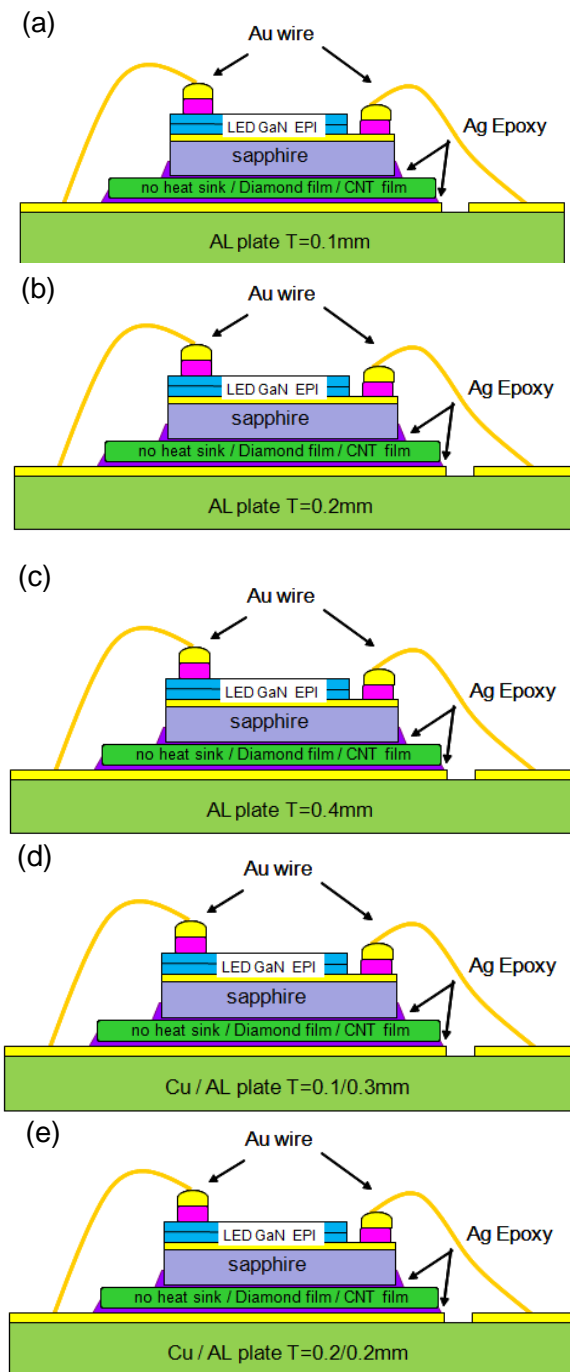 (a)
Au wire
Ag Epoxy
LED GaN EPI
sapphire
no heat sink / Diamond film / CNT film
AL plate T=0.1mm
(b)
Au wire
Ag Epoxy
LED GaN EPI
sapphire
no heat sink / Diamond film / CNT film
AL plate T=0.2mm
(c)
Au wire
Ag Epoxy
LED GaN EPI
sapphire
no heat sink / Diamond film / CNT film
AL plate T=0.4mm
(d)
Au wire
Ag Epoxy
LED GaN EPI
sapphire
no heat sink / Diamond film / CNT film
Cu / AL plate T=0.1/0.3mm
(e)
Au wire
Ag Epoxy
LED GaN EPI
sapphire
no heat sink / Diamond film / CNT film
Cu / AL plate T=0.2/0.2mm